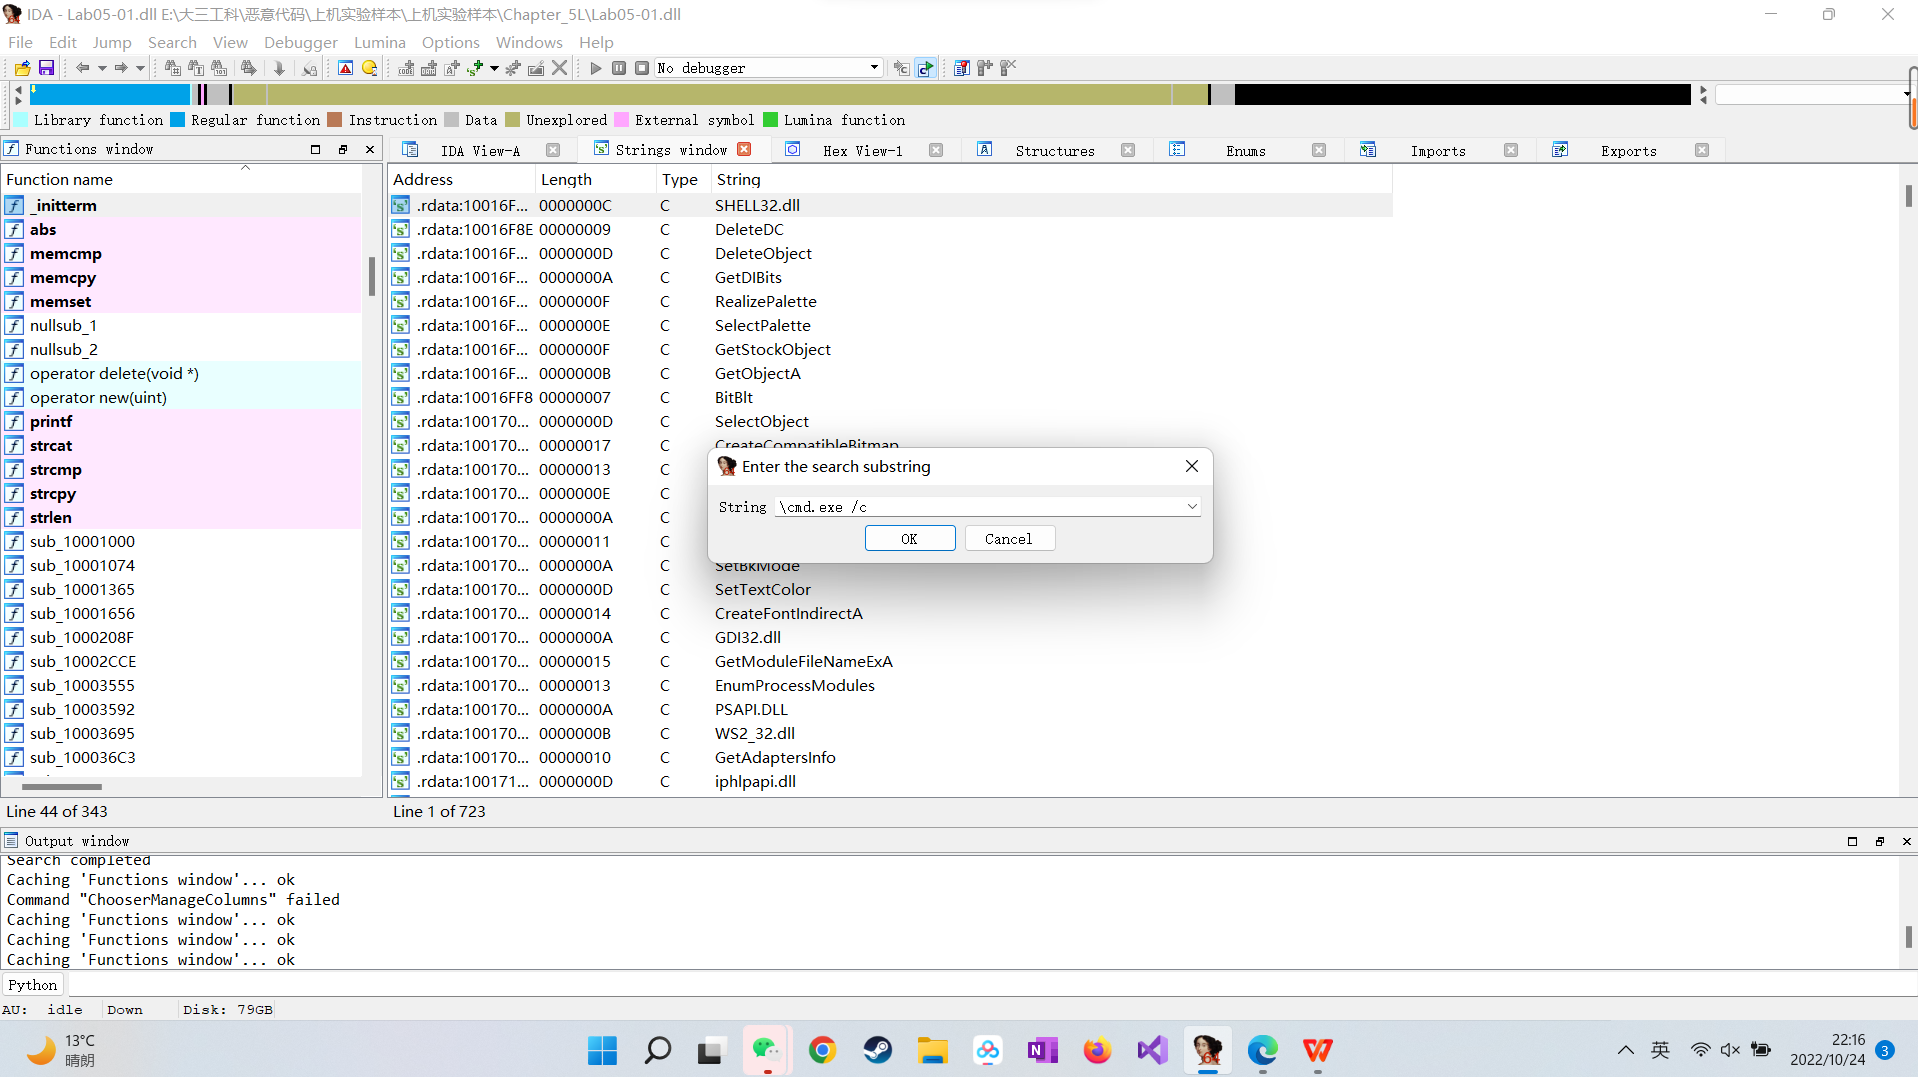 IDA - Lab05-01.dll E:\大三工科\恶意代码\上机实验样本\上机实验样本\Chapter_5L\Lab05-01.dll
File Edit Jump Search View Debugger Lumina Options Windows Help
No debugger
Library function Regular function Instruction Data Unexplored External symbol Lumina function
Functions window
IDA View-A Strings window Hex View-1 Structures Enums Imports Exports
Function name
_initterm
abs
memcmp
memcpy
memset
nullsub_1
nullsub_2
operator delete(void *)
operator new(uint)
printf
strcat
strcmp
strcpy
strlen
sub_10001000
sub_10001074
sub_10001365
sub_10001656
sub_1000208F
sub_10002CCE
sub_10003555
sub_10003592
sub_10003695
sub_100036C3
Line 44 of 343
Address Length Type String
.rdata:10016F... 0000000C C SHELL32.dll
.rdata:10016F8E 00000009 C DeleteDC
.rdata:10016F... 0000000D C DeleteObject
.rdata:10016F... 0000000A C GetDIBits
.rdata:10016F... 0000000F C RealizePalette
.rdata:10016F... 0000000E C SelectPalette
.rdata:10016F... 0000000F C GetStockObject
.rdata:10016F... 0000000B C GetObjectA
.rdata:10016FF8 00000007 C BitBlt
.rdata:100170... 0000000D C SelectObject
.rdata:100170... 00000017 C CreateCompatibleBitmap
.rdata:100170... 00000013 C
.rdata:100170... 0000000E C
.rdata:100170... 0000000A C
.rdata:100170... 00000011 C
.rdata:100170... 0000000A C SetBkMode
.rdata:100170... 0000000D C SetTextColor
.rdata:100170... 00000014 C CreateFontIndirectA
.rdata:100170... 0000000A C GDI32.dll
.rdata:100170... 00000015 C GetModuleFileNameExA
.rdata:100170... 00000013 C EnumProcessModules
.rdata:100170... 0000000A C PSAPI.DLL
.rdata:100170... 0000000B C WS2_32.dll
.rdata:100170... 00000010 C GetAdaptersInfo
.rdata:100171... 0000000D C iphlpapi.dll
Line 1 of 723
Enter the search substring
String \cmd.exe /c
OK Cancel
Output window
Search completed
Caching 'Functions window'... ok
Command "ChooserManageColumns" failed
Caching 'Functions window'... ok
Caching 'Functions window'... ok
Caching 'Functions window'... ok
Python
AU: idle Down Disk: 79GB
13°C
晴朗
英
22:16
2022/10/24
3